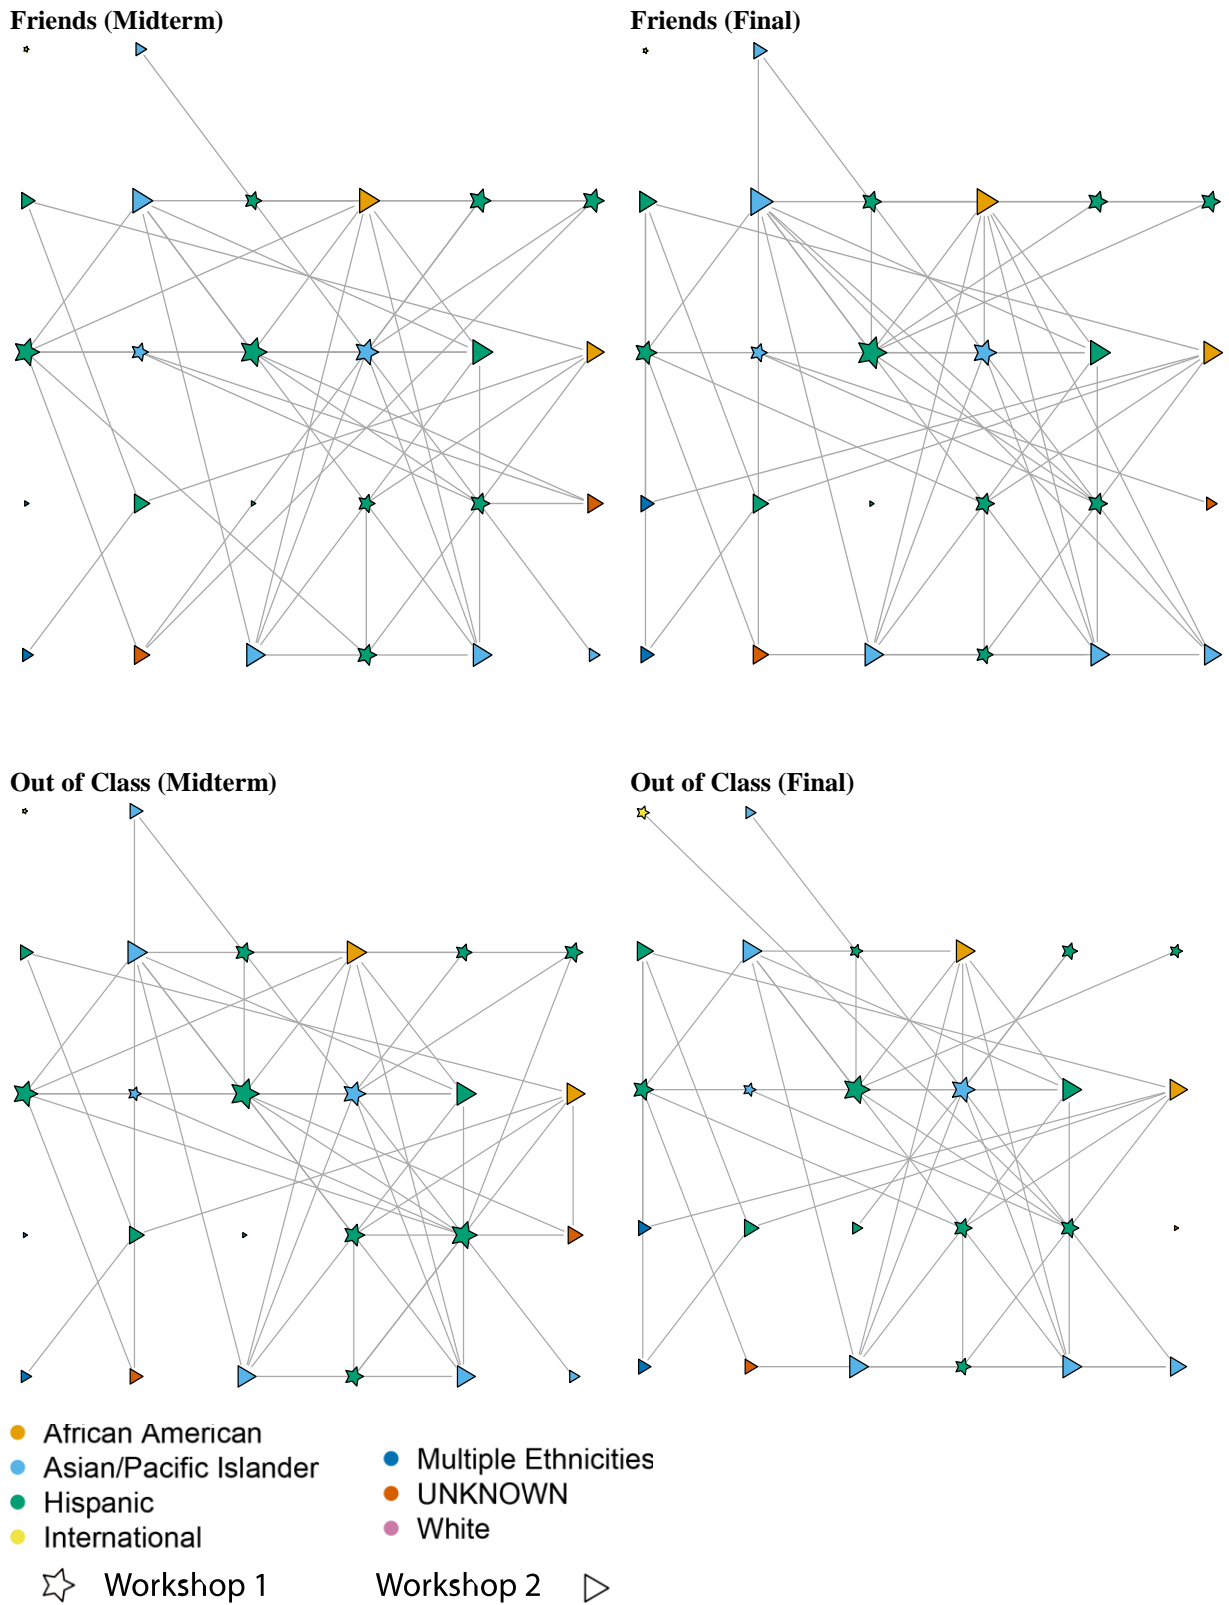 Friends (Midterm)
Friends (Final)
Out of Class (Midterm)
Out of Class (Final)
African American
Asian/Pacific Islander
Hispanic
International
Multiple Ethnicities
UNKNOWN
White
Workshop 1
Workshop 2